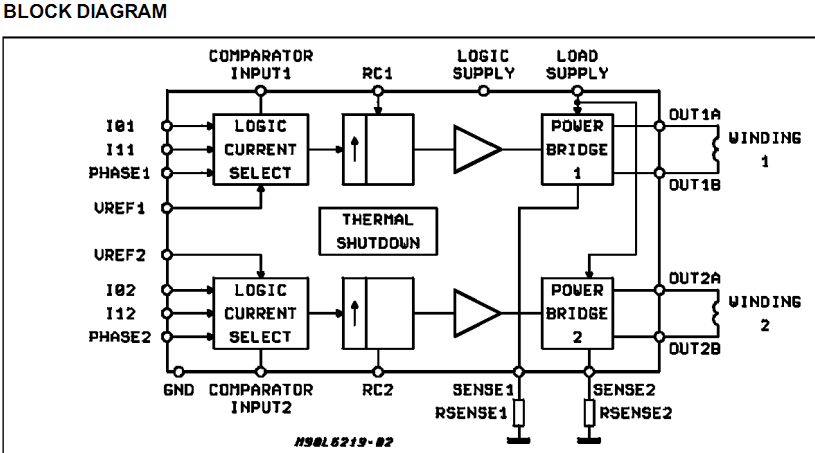 BLOCK DIAGRAM
COMPARATOR
INPUT1
RC1
LOGIC
SUPPLY
LOAD
SUPPLY
I01
I11
PHASE1
VREF1
LOGIC
CURRENT
SELECT
POWER
BRIDGE
1
OUT1A
OUT1B
WINDING
1
THERMAL
SHUTDOWN
VREF2
I02
I12
PHASE2
LOGIC
CURRENT
SELECT
POWER
BRIDGE
2
OUT2A
OUT2B
WINDING
2
GND
COMPARATOR
INPUT2
RC2
SENSE1
RSENSE1
SENSE2
RSENSE2
M90L6219-02